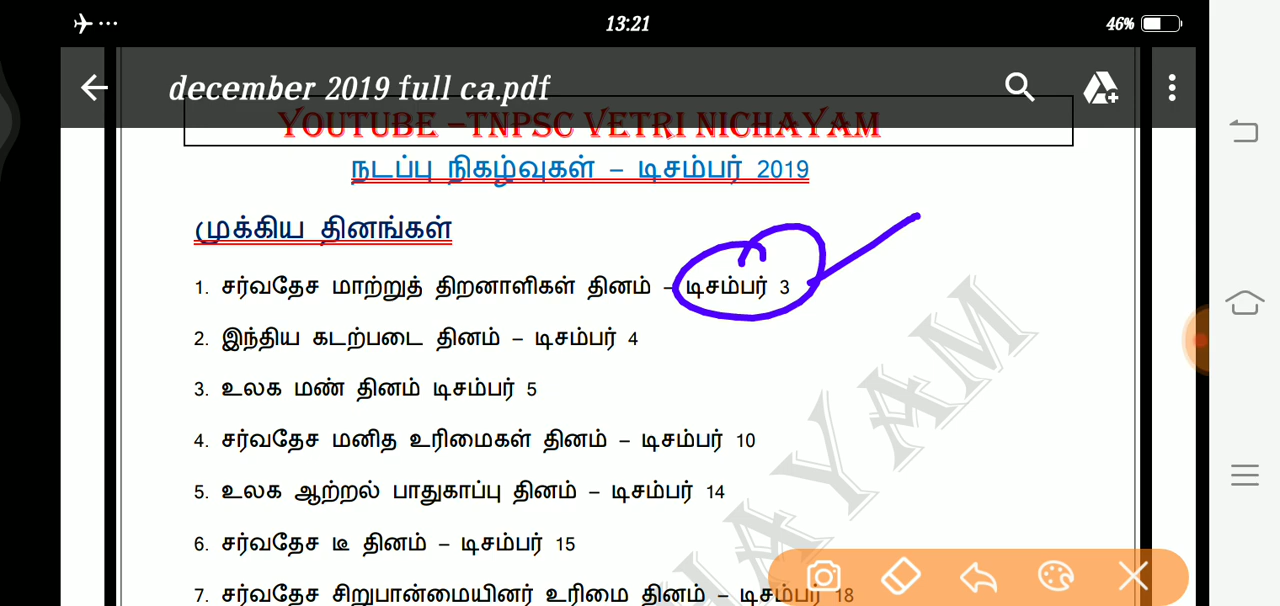 13:21
46%
december 2019 full ca.pdf
YOUTUBE –TNPSC VETRI NICHAYAM
நடப்பு நிகழ்வுகள் – டிசம்பர் 2019
முக்கிய தினங்கள்
1. சர்வதேச மாற்றுத் திறனாளிகள் தினம் – டிசம்பர் 3
2. இந்திய கடற்படை தினம் – டிசம்பர் 4
3. உலக மண் தினம் டிசம்பர் 5
4. சர்வதேச மனித உரிமைகள் தினம் – டிசம்பர் 10
5. உலக ஆற்றல் பாதுகாப்பு தினம் – டிசம்பர் 14
6. சர்வதேச டீ தினம் – டிசம்பர் 15
7. சர்வதேச சிறுபான்மையினர் உரிமை தினம் – டிசம்பர் 18
HAYAM